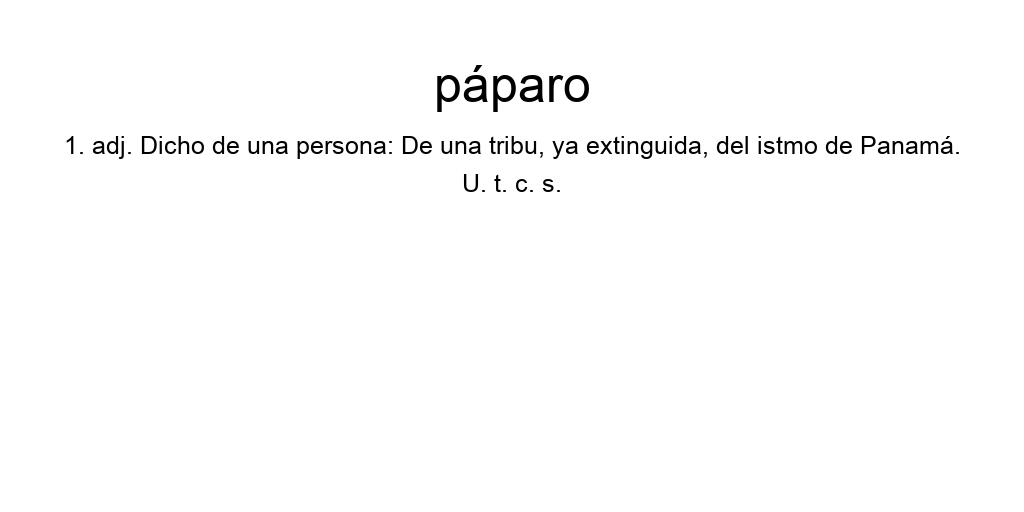 páparo
1. adj. Dicho de una persona: De una tribu, ya extinguida, del istmo de Panamá.
U. t. c. s.